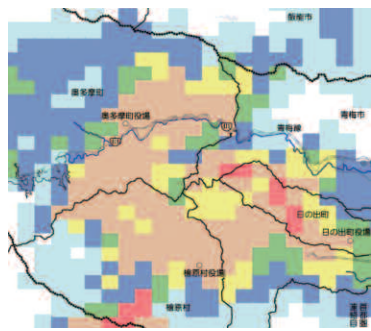 飯能市
奥多摩町
奥多摩町役場
青梅市
青梅線
日の出町
日の出町役場
檜原村役場
檜原村